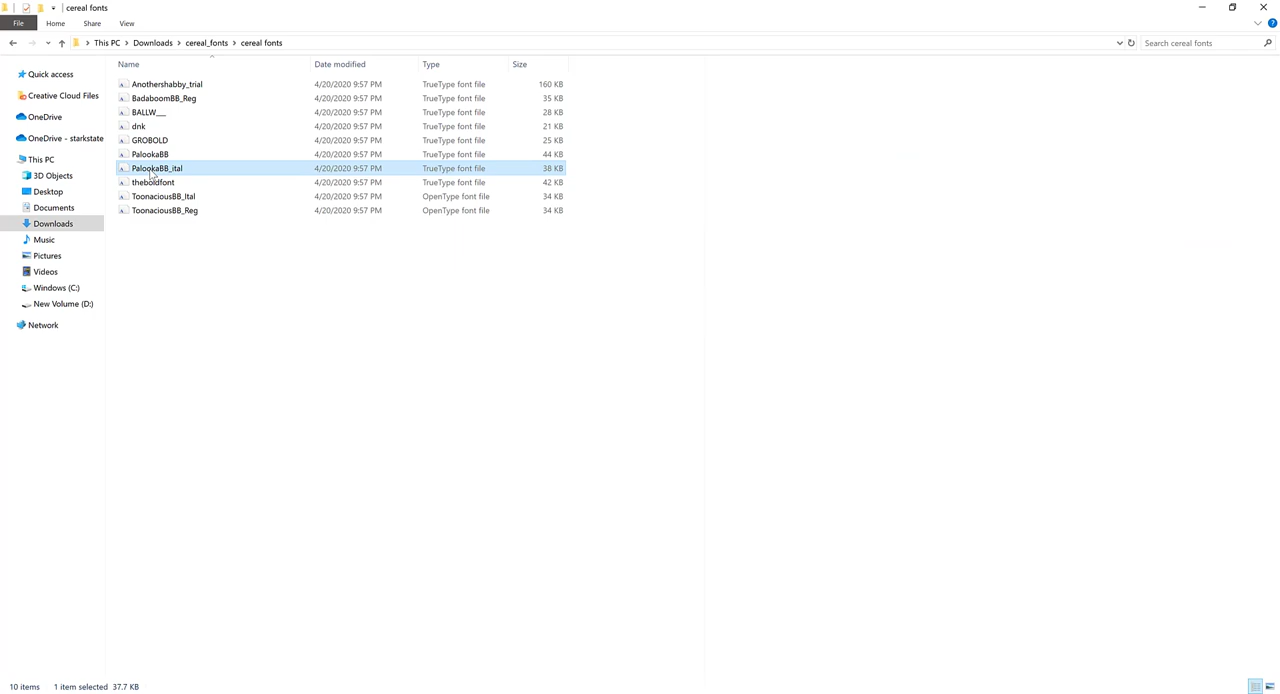 cereal fonts
File Home Share View
This PC Downloads cereal_fonts cereal fonts
Search cereal fonts
Name Date modified Type Size
Quick access
Creative Cloud Files
OneDrive
OneDrive - starkstate
This PC
3D Objects
Desktop
Documents
Downloads
Music
Pictures
Videos
Windows (C:)
New Volume (D:)
Network
Anothershabby_trial 4/20/2020 9:57 PM TrueType font file 160 KB
BadaboomBB_Reg 4/20/2020 9:57 PM TrueType font file 35 KB
BALLW___ 4/20/2020 9:57 PM TrueType font file 28 KB
dnk 4/20/2020 9:57 PM TrueType font file 21 KB
GROBOLD 4/20/2020 9:57 PM TrueType font file 25 KB
PalookaBB 4/20/2020 9:57 PM TrueType font file 44 KB
PalookaBB_ital 4/20/2020 9:57 PM TrueType font file 38 KB
theboldfont 4/20/2020 9:57 PM TrueType font file 42 KB
ToonaciousBB_Ital 4/20/2020 9:57 PM OpenType font file 34 KB
ToonaciousBB_Reg 4/20/2020 9:57 PM OpenType font file 34 KB
10 items 1 item selected 37.7 KB